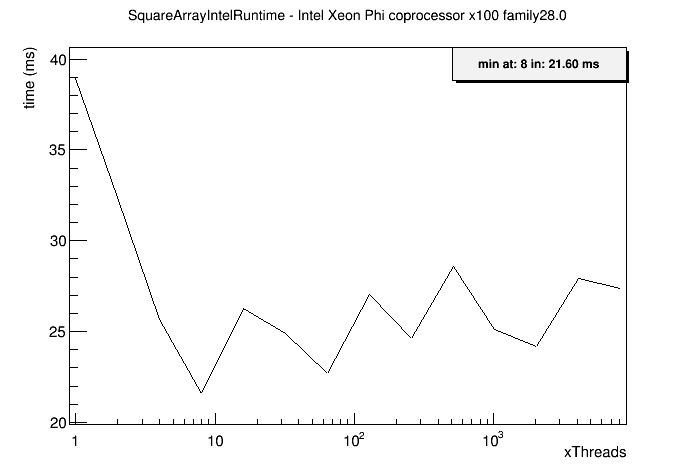 SquareArrayIntelRuntime - Intel Xeon Phi coprocessor x100 family28.0
min at: 8 in: 21.60 ms
time (ms)
40
35
30
25
20
1 10 10² 10³
xThreads